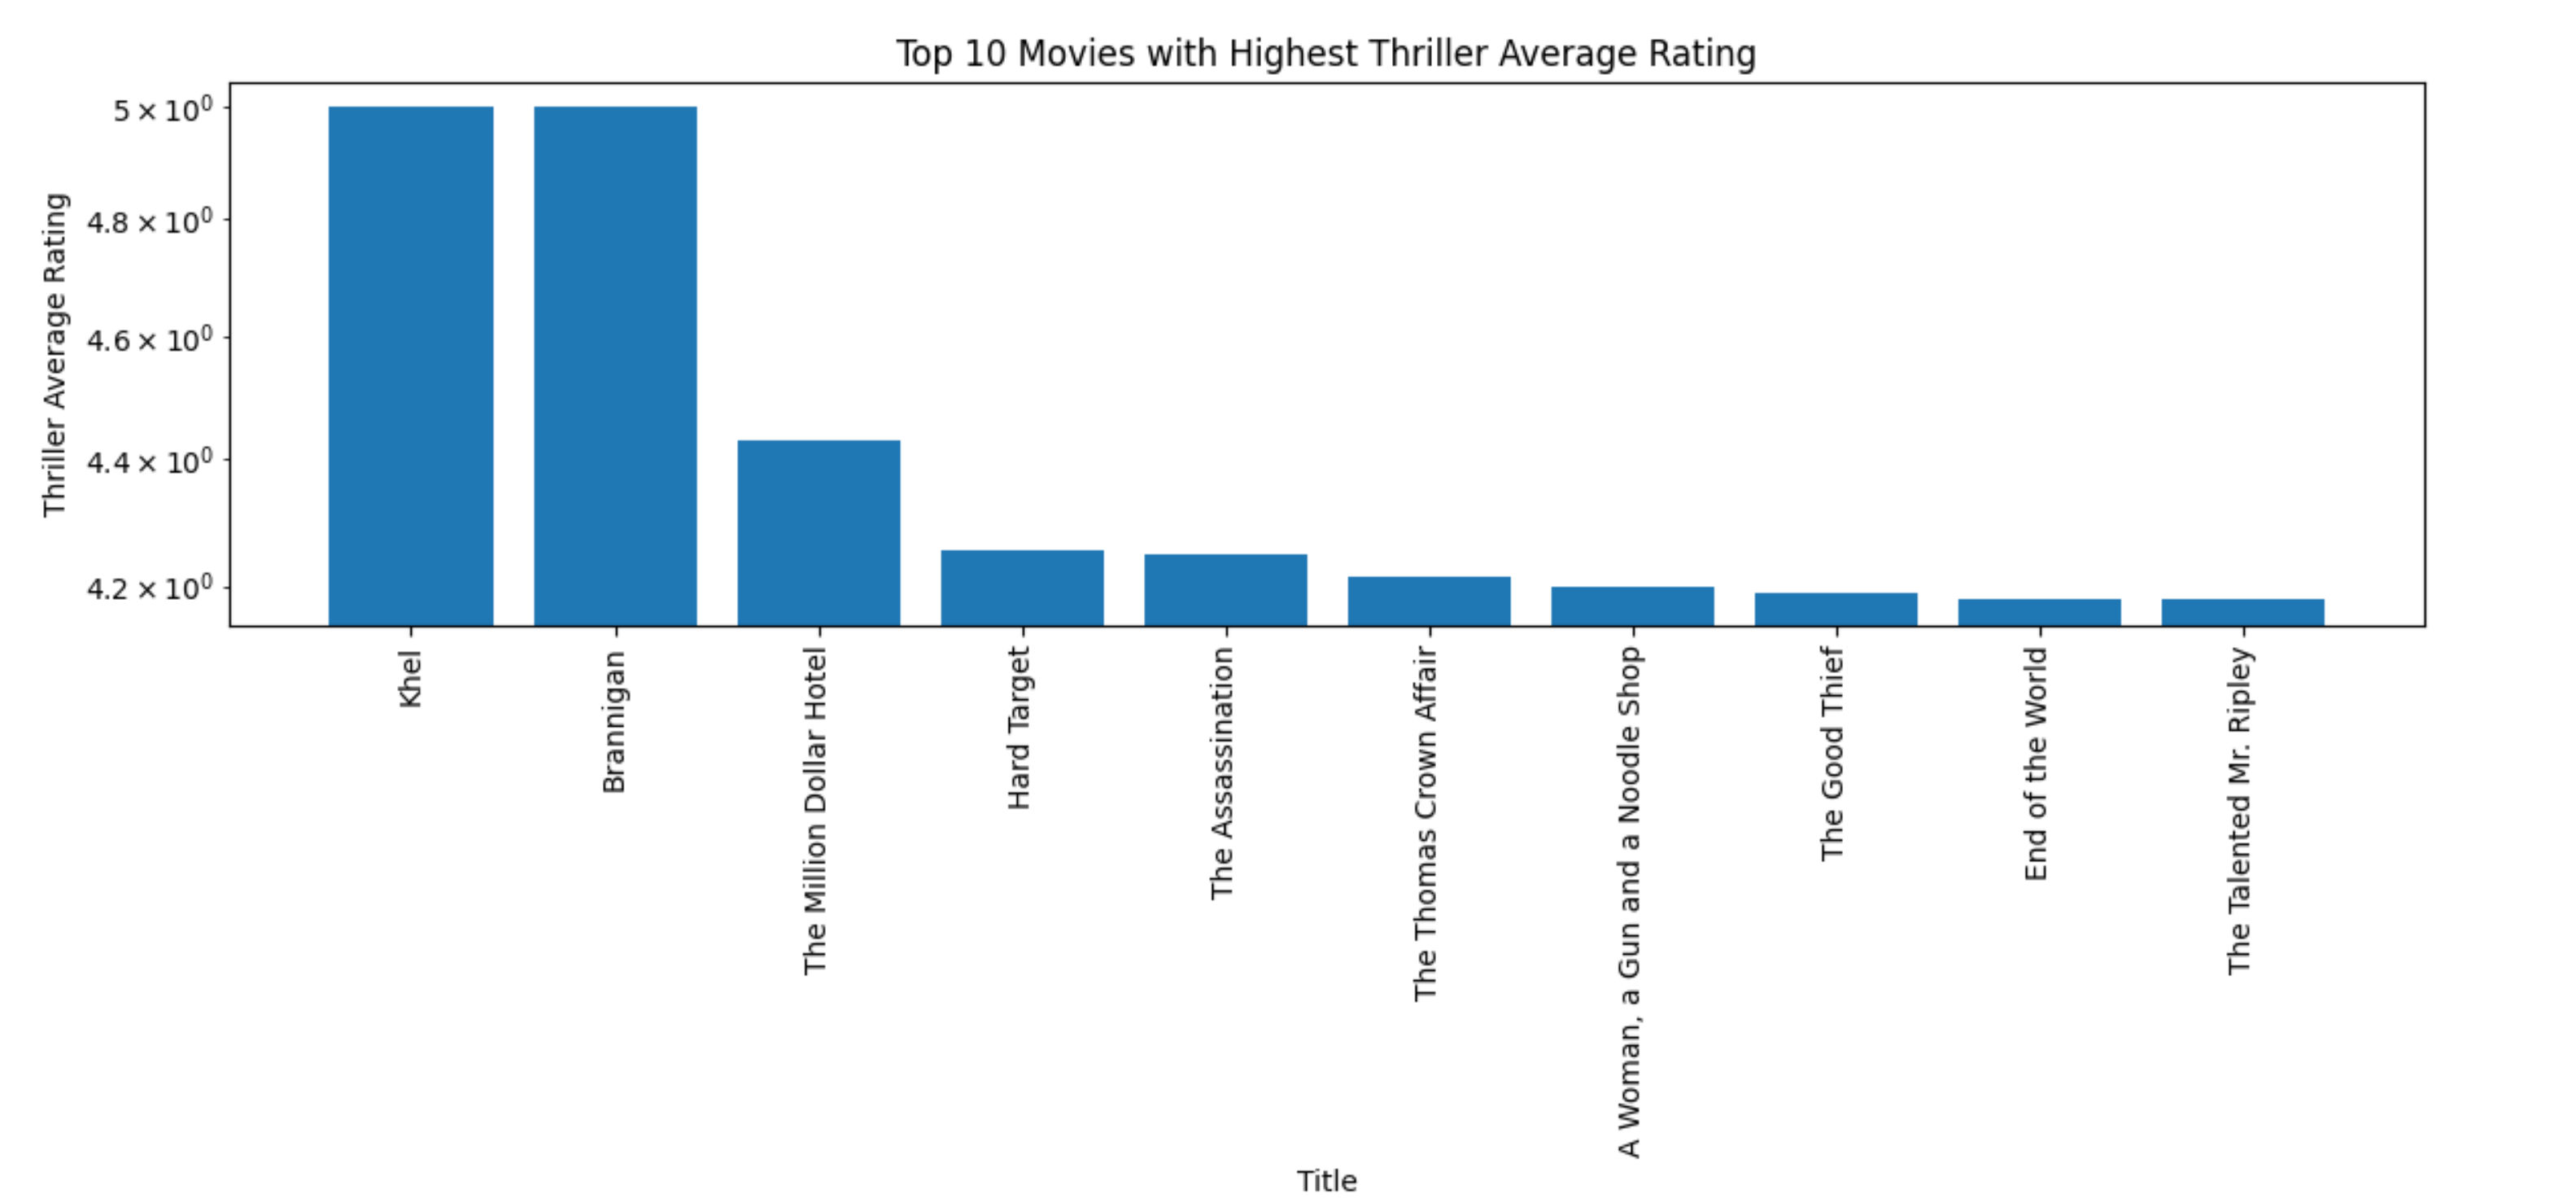 Top 10 Movies with Highest Thriller Average Rating
Thriller Average Rating
5 × 10⁰
4.8 × 10⁰
4.6 × 10⁰
4.4 × 10⁰
4.2 × 10⁰
Khel
Brannigan
The Million Dollar Hotel
Hard Target
The Assassination
The Thomas Crown Affair
A Woman, a Gun and a Noodle Shop
The Good Thief
End of the World
The Talented Mr. Ripley
Title